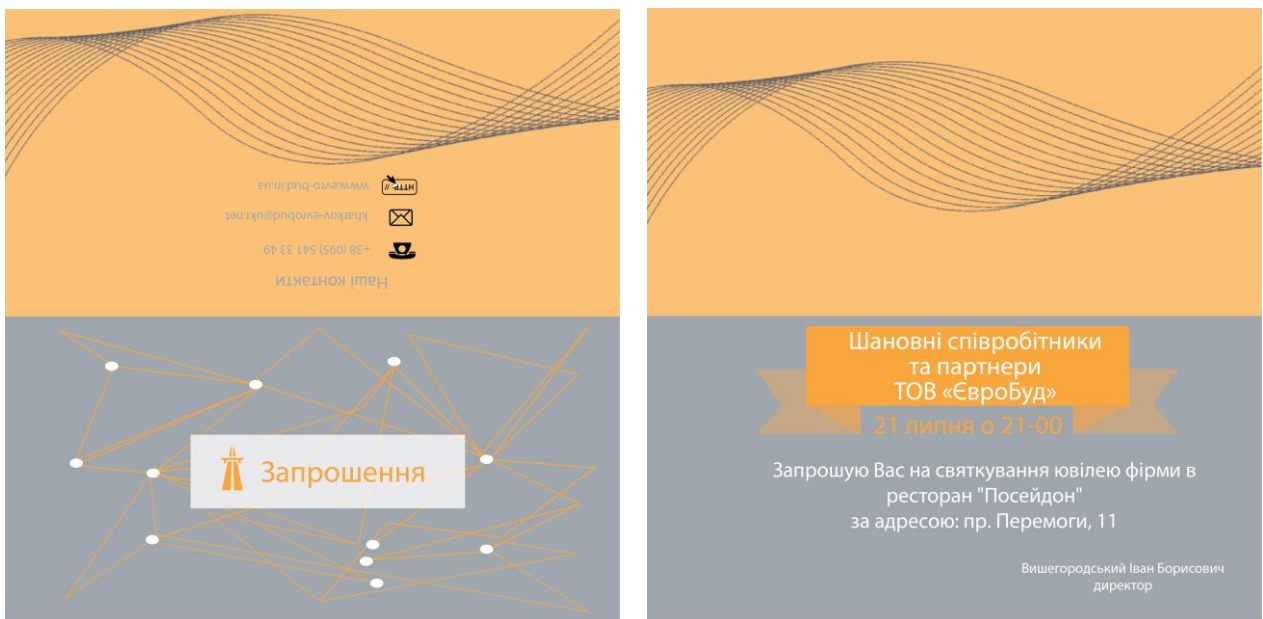 Наші контакти
+38 (095) 541 33 49
kharkov-evrobud@ukr.net
HTTP://
www.evro-bud.in.ua
Запрошення
Шановні співробітники
та партнери
ТОВ «ЄвроБуд»
21 липня о 21-00
Запрошую Вас на святкування ювілею фірми в
ресторан "Посейдон"
за адресою: пр. Перемоги, 11
Вишегородський Іван Борисович
директор